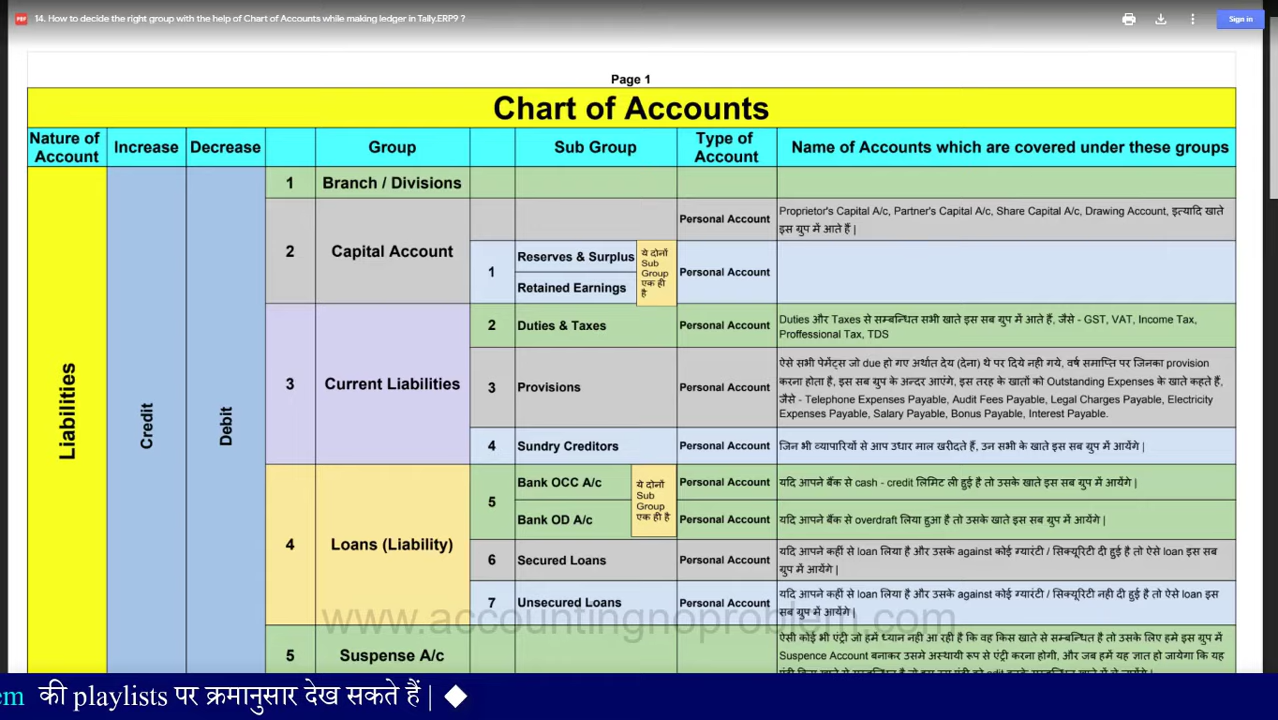 14. How to decide the right group with the help of Chart of Accounts while making ledger in Tally.ERP9 ?
Sign in
Page 1
Chart of Accounts
Nature of Account
Increase
Decrease
Group
Sub Group
Type of Account
Name of Accounts which are covered under these groups
Liabilities
Credit
Debit
1
Branch / Divisions
2
Capital Account
Personal Account
Proprietor's Capital A/c, Partner's Capital A/c, Share Capital A/c, Drawing Account, इत्यादि खाते
इस ग्रुप में आते हैं |
1
Reserves & Surplus
Retained Earnings
ये दोनों
Sub
Group
एक ही
है
Personal Account
3
Current Liabilities
2
Duties & Taxes
Personal Account
Duties और Taxes से सम्बन्धित सभी खाते इस सब ग्रुप में आते हैं, जैसे - GST, VAT, Income Tax,
Proffessional Tax, TDS
3
Provisions
Personal Account
ऐसे सभी पेमेंट्स जो due हो गए अर्थात देय (देना) थे पर दिये नही गये, वर्ष समाप्ति पर जिनका provision
करना होता है, इस सब ग्रुप के अन्दर आएंगे, इस तरह के खातों को Outstanding Expenses के खाते कहते हैं,
जैसे - Telephone Expenses Payable, Audit Fees Payable, Legal Charges Payable, Electricity
Expenses Payable, Salary Payable, Bonus Payable, Interest Payable.
4
Sundry Creditors
Personal Account
जिन भी व्यापारियों से आप उधार माल खरीदते हैं, उन सभी के खाते इस सब ग्रुप में आयेंगे |
4
Loans (Liability)
5
Bank OCC A/c
Bank OD A/c
ये दोनों
Sub
Group
एक ही है
Personal Account
यदि आपने बैंक से cash - credit लिमिट ली हुई है तो उसके खाते इस सब ग्रुप में आयेंगे |
Personal Account
यदि आपने बैंक से overdraft लिया हुआ है तो उसके खाते इस सब ग्रुप में आयेंगे |
6
Secured Loans
Personal Account
यदि आपने कहीं से loan लिया है और उसके against कोई ग्यारंटी / सिक्यूरिटी दी हुई है तो ऐसे loan इस सब
ग्रुप में आयेंगे |
7
Unsecured Loans
Personal Account
यदि आपने कहीं से loan लिया है और उसके against कोई ग्यारंटी / सिक्यूरिटी नही दी हुई है तो ऐसे loan इस
सब ग्रुप में आयेंगे |
www.accountingnoproblem.com
5
Suspense A/c
ऐसी कोई भी एंट्री जो हमें ध्यान नही आ रही है कि वह किस खाते से सम्बन्धित है तो उसके लिए हमे इस ग्रुप में
Suspence Account बनाकर उसमे अस्थायी रूप से एंट्री करना होगी, और जब हमें यह ज्ञात हो जायेगा कि यह
em की playlists पर क्रमानुसार देख सकते हैं | ◆